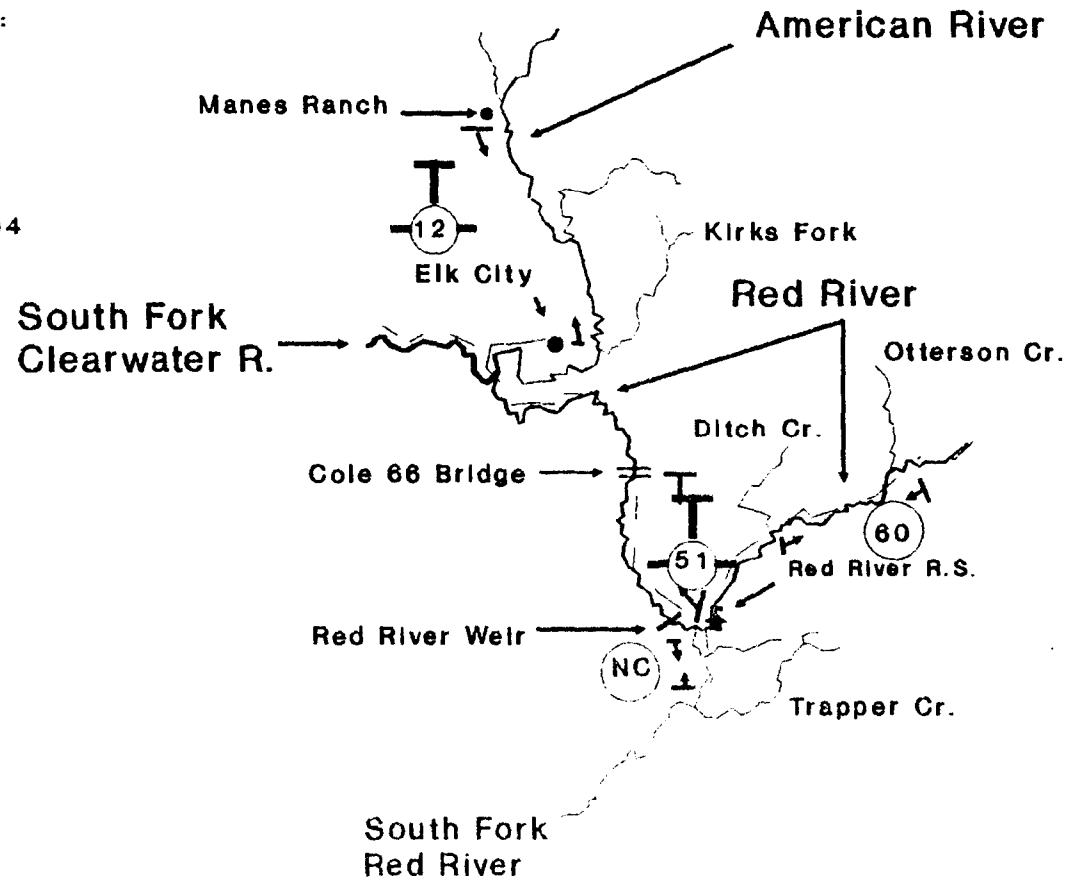 :
American River
Manes Ranch
12
4
Kirks Fork
Elk City
Red River
South Fork
Clearwater R.
Otterson Cr.
Ditch Cr.
Cole 66 Bridge
60
51
Red River R.S.
Red River Weir
NC
Trapper Cr.
South Fork
Red River